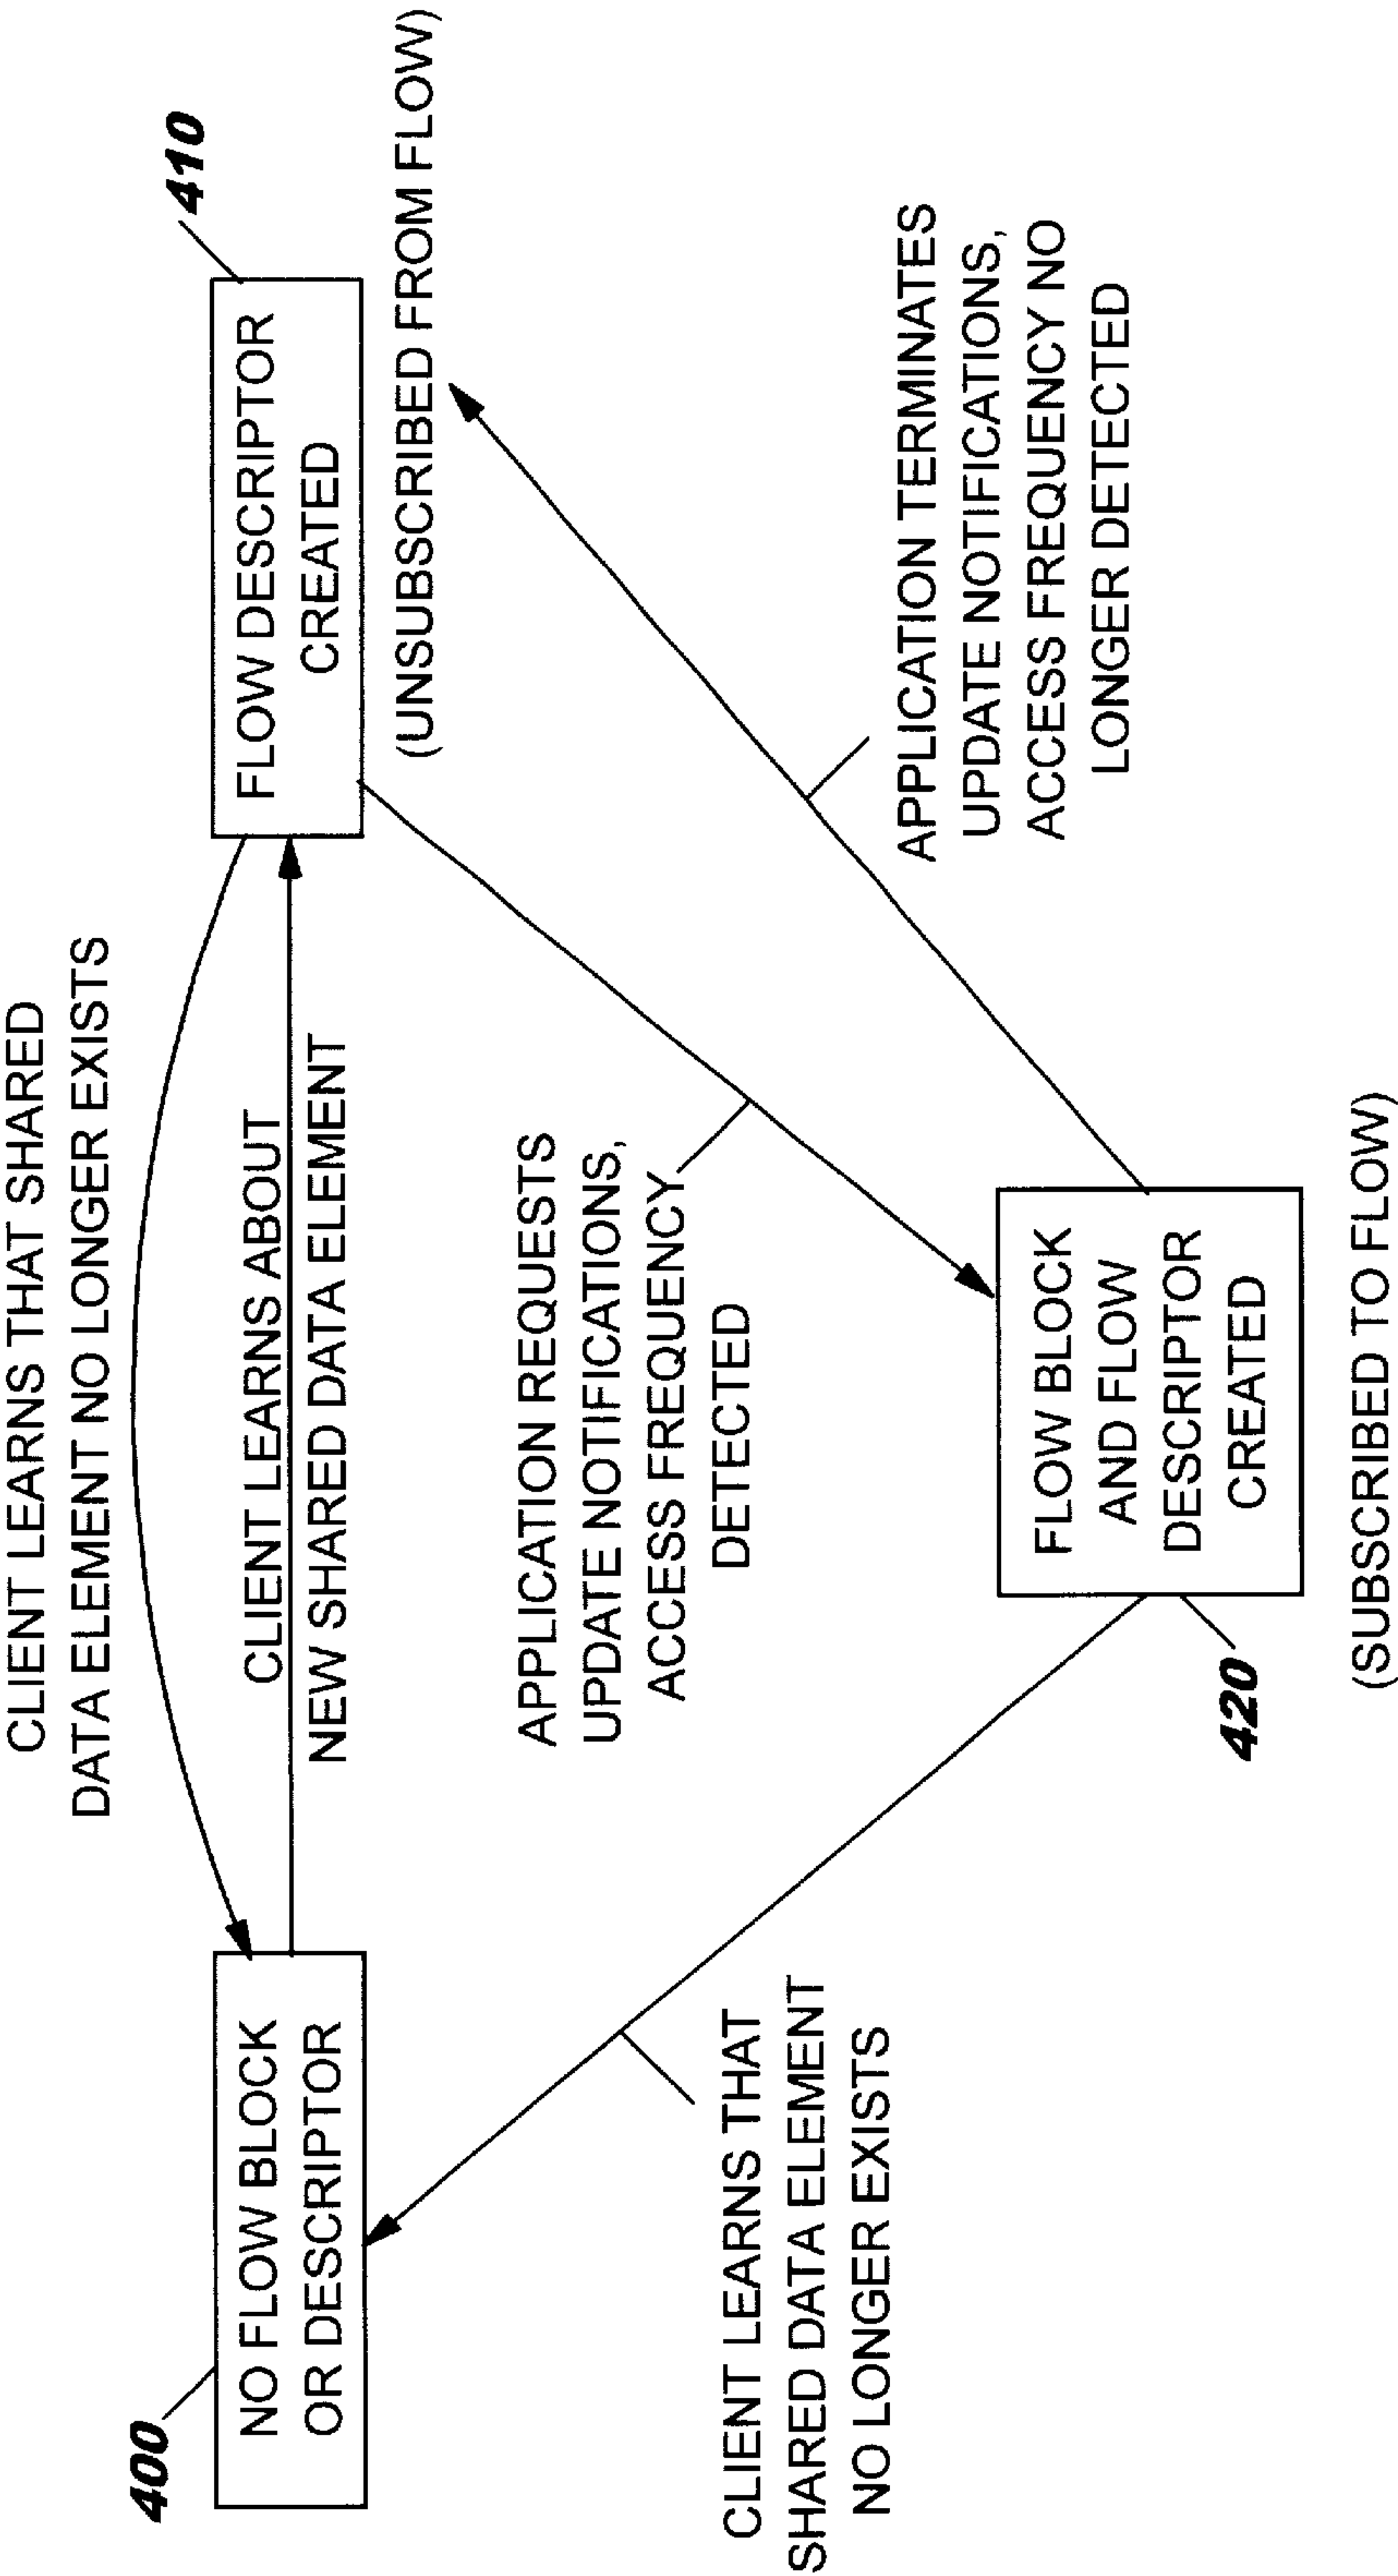 CLIENT LEARNS THAT SHARED
DATA ELEMENT NO LONGER EXISTS
400
NO FLOW BLOCK
OR DESCRIPTOR
CLIENT LEARNS ABOUT
NEW SHARED DATA ELEMENT
410
FLOW DESCRIPTOR
CREATED
(UNSUBSCRIBED FROM FLOW)
APPLICATION REQUESTS
UPDATE NOTIFICATIONS,
ACCESS FREQUENCY
DETECTED
CLIENT LEARNS THAT
SHARED DATA ELEMENT
NO LONGER EXISTS
APPLICATION TERMINATES
UPDATE NOTIFICATIONS,
ACCESS FREQUENCY NO
LONGER DETECTED
FLOW BLOCK
AND FLOW
DESCRIPTOR
CREATED
420
(SUBSCRIBED TO FLOW)